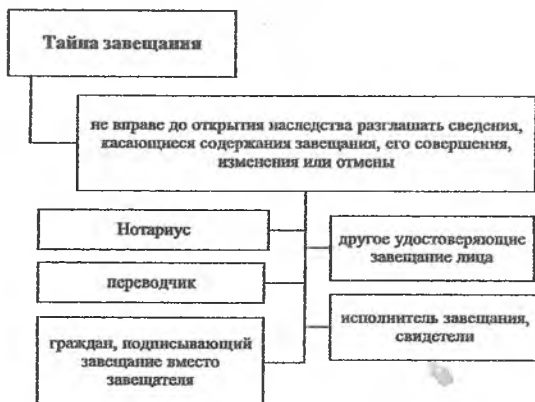 Тайна завещания
не вправе до открытия наследства разглашать сведения,
касающиеся содержания завещания, его совершения,
изменения или отмены
Нотариус
другое удостоверяющие
завещание лица
переводчик
исполнитель завещания,
свидетели
граждан, подписывающий
завещание вместо
завещателя